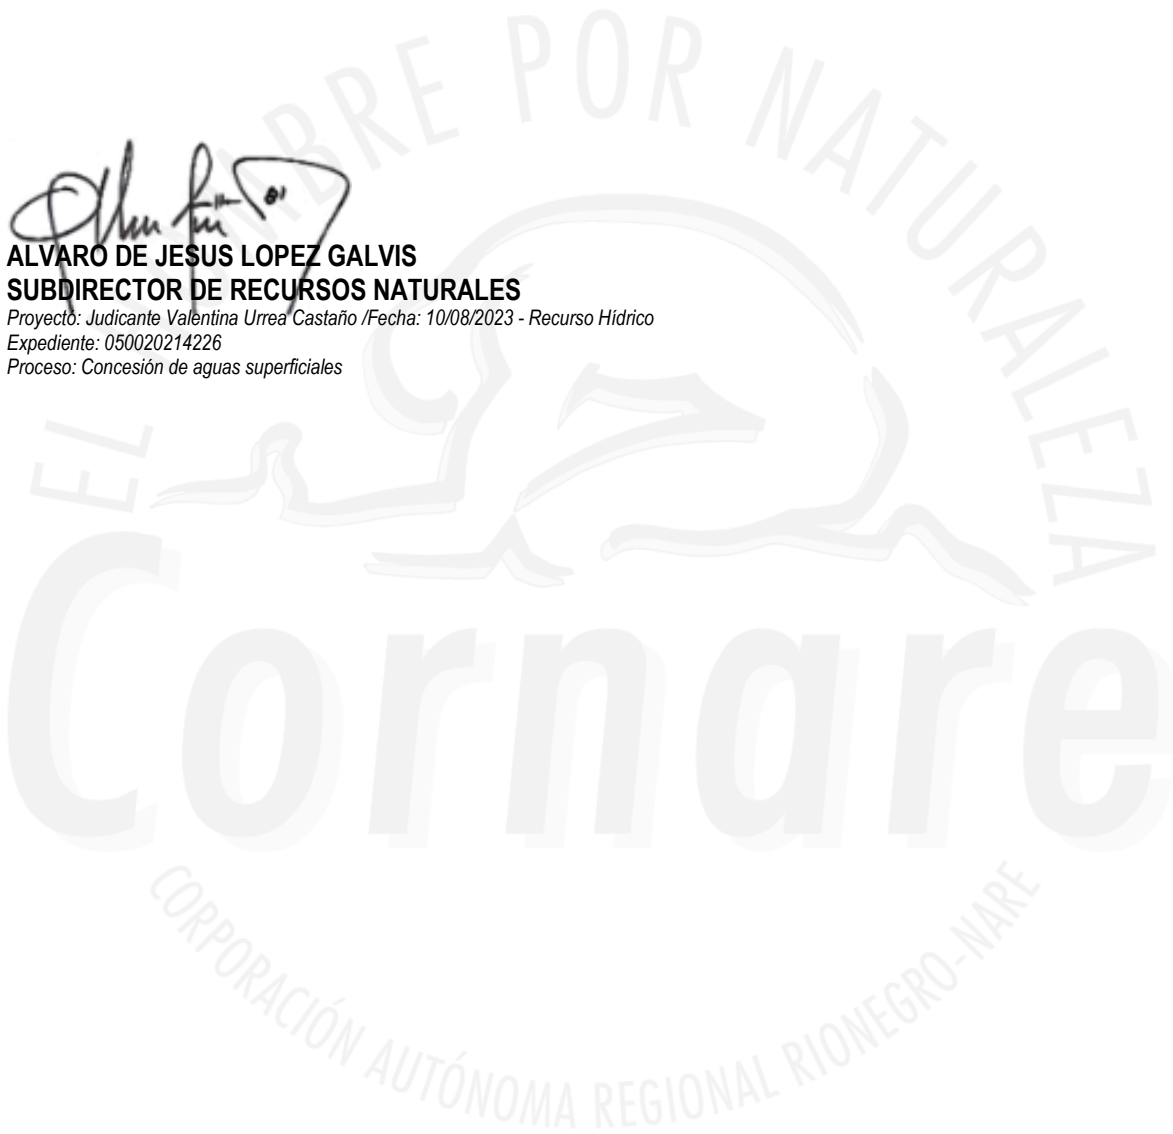 ALVARO DE JESUS LOPEZ GALVIS
SUBDIRECTOR DE RECURSOS NATURALES
Proyectó: Judicante Valentina Urrea Castaño /Fecha: 10/08/2023 - Recurso Hídrico
Expediente: 050020214226
Proceso: Concesión de aguas superficiales
POR NATURALEZA
EL
Cornare
CORPORACIÓN AUTÓNOMA REGIONAL RIONEGRO-NARE